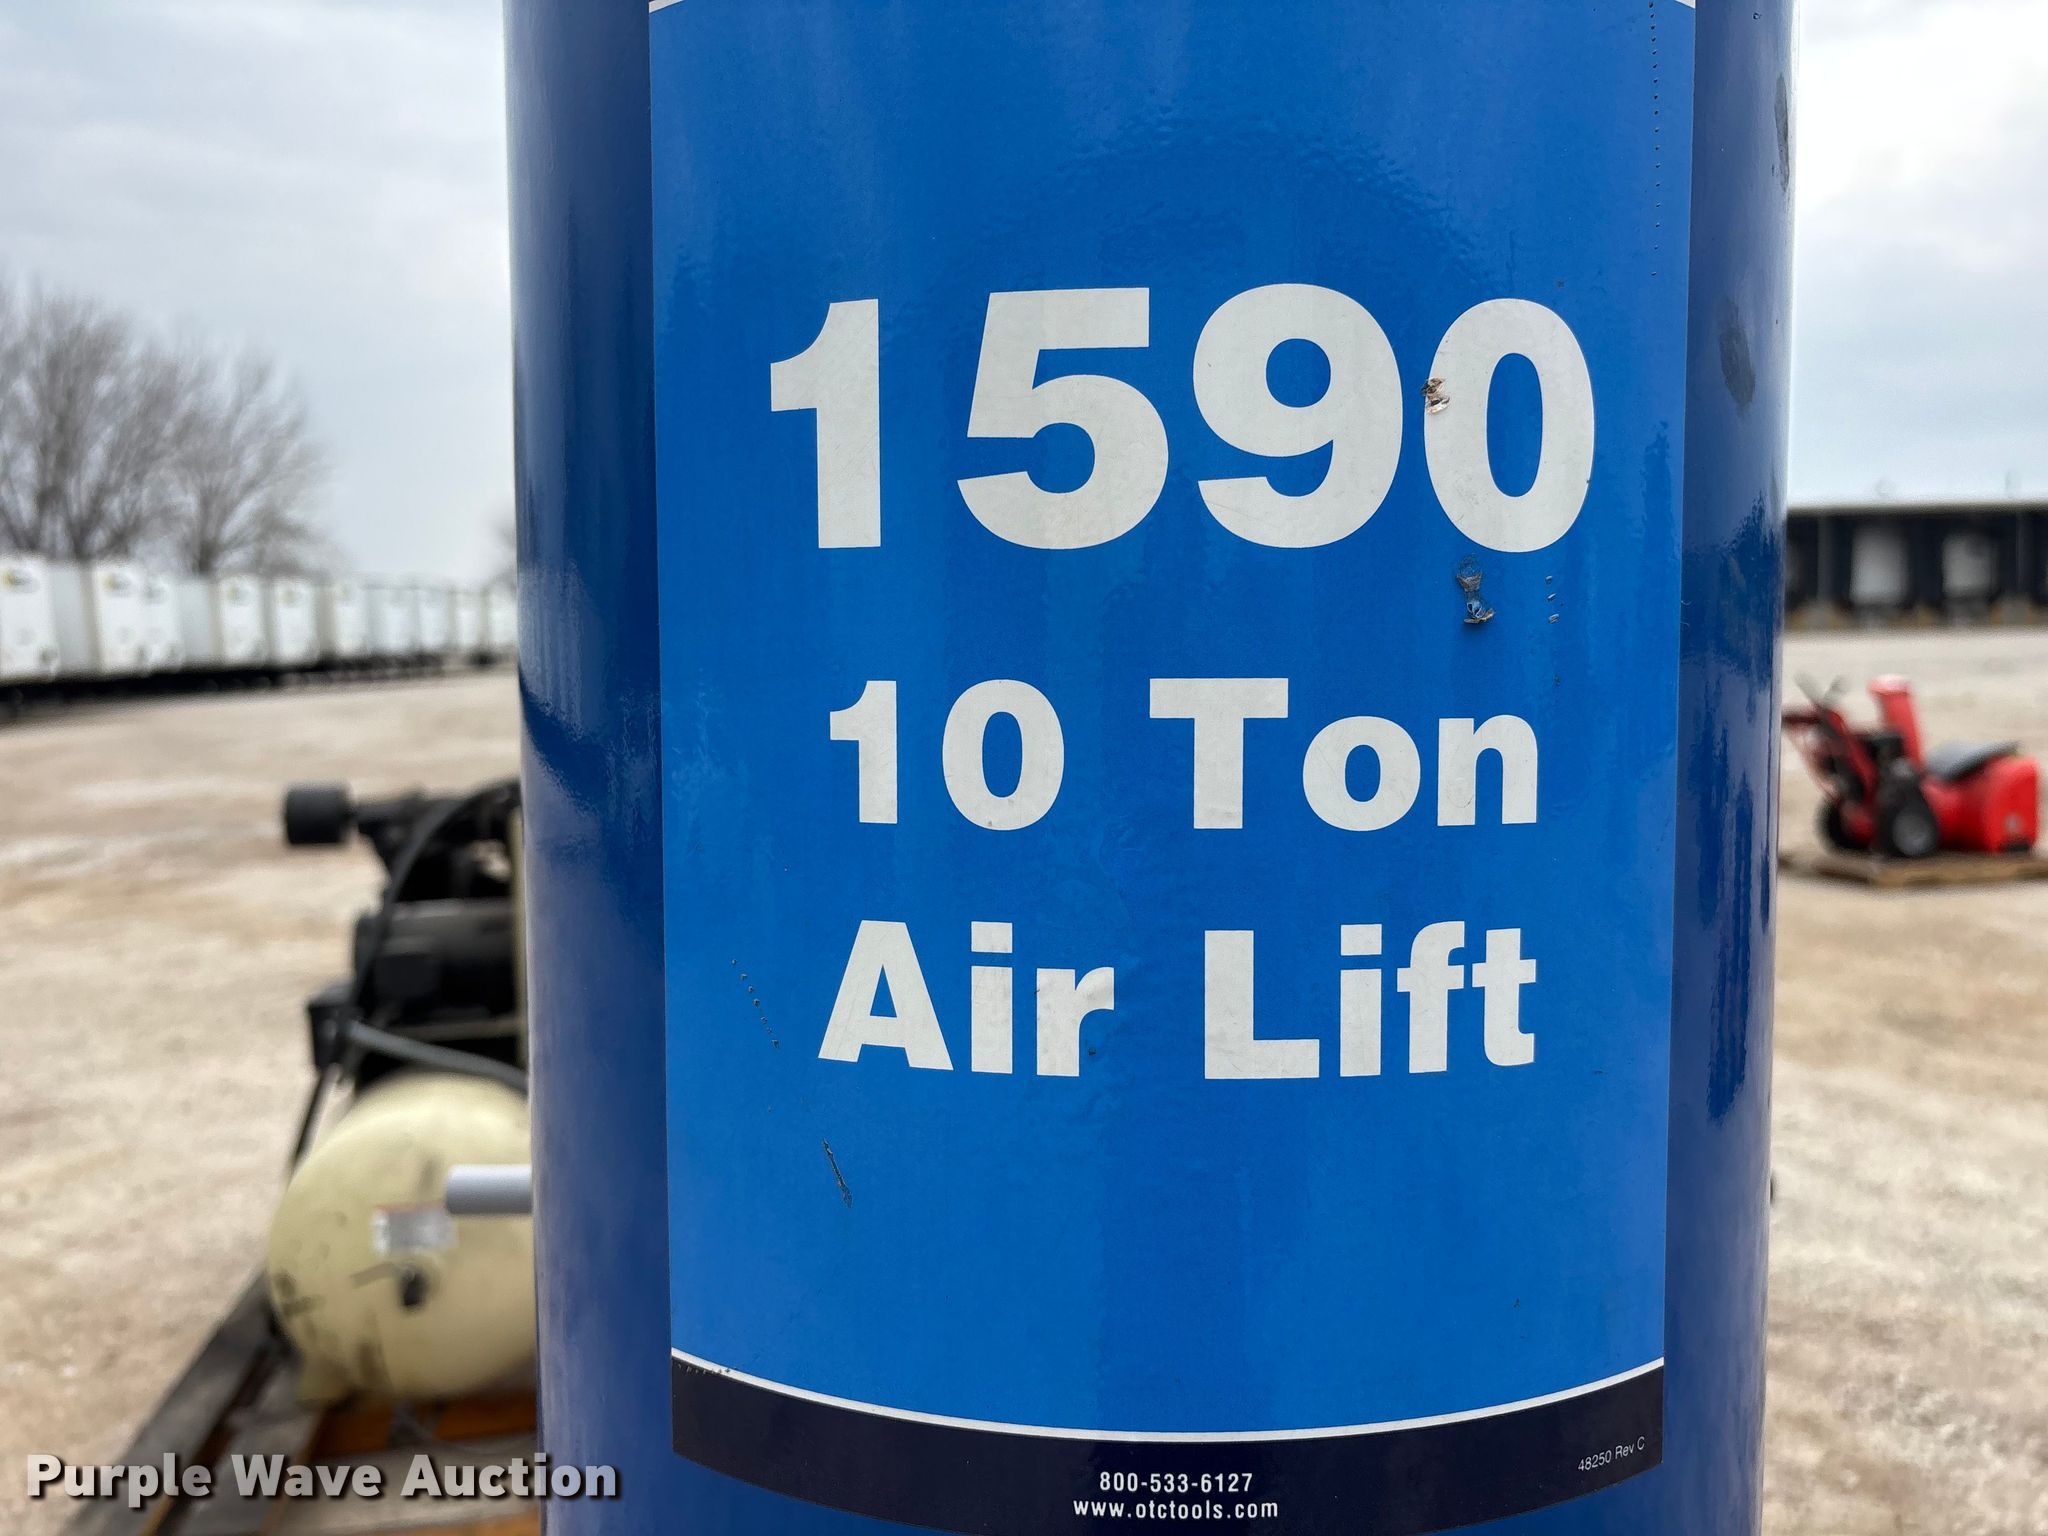 1590
10 Ton
Air Lift
48250 Rev C
800-533-6127
www.otctools.com
Purple Wave Auction